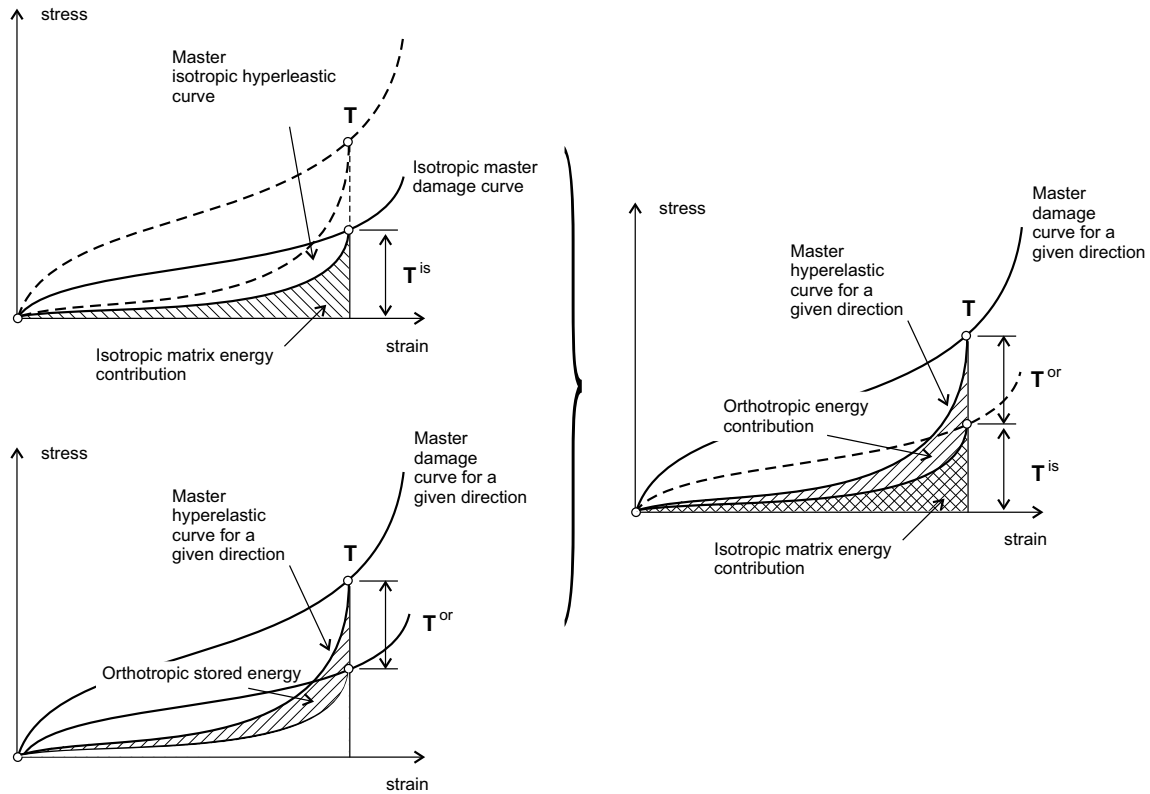 stress
Master
isotropic hyperleastic
curve
T
Isotropic master
damage curve
T is
strain
Isotropic matrix energy
contribution
stress
Master
damage
curve for a
given direction
Master
hyperelastic
curve for a
given direction
T
T or
Orthotropic stored energy
strain
stress
Master
damage
curve for a
given direction
Master
hyperelastic
curve for a
given direction
T
T or
Orthotropic energy
contribution
T is
strain
Isotropic matrix energy
contribution